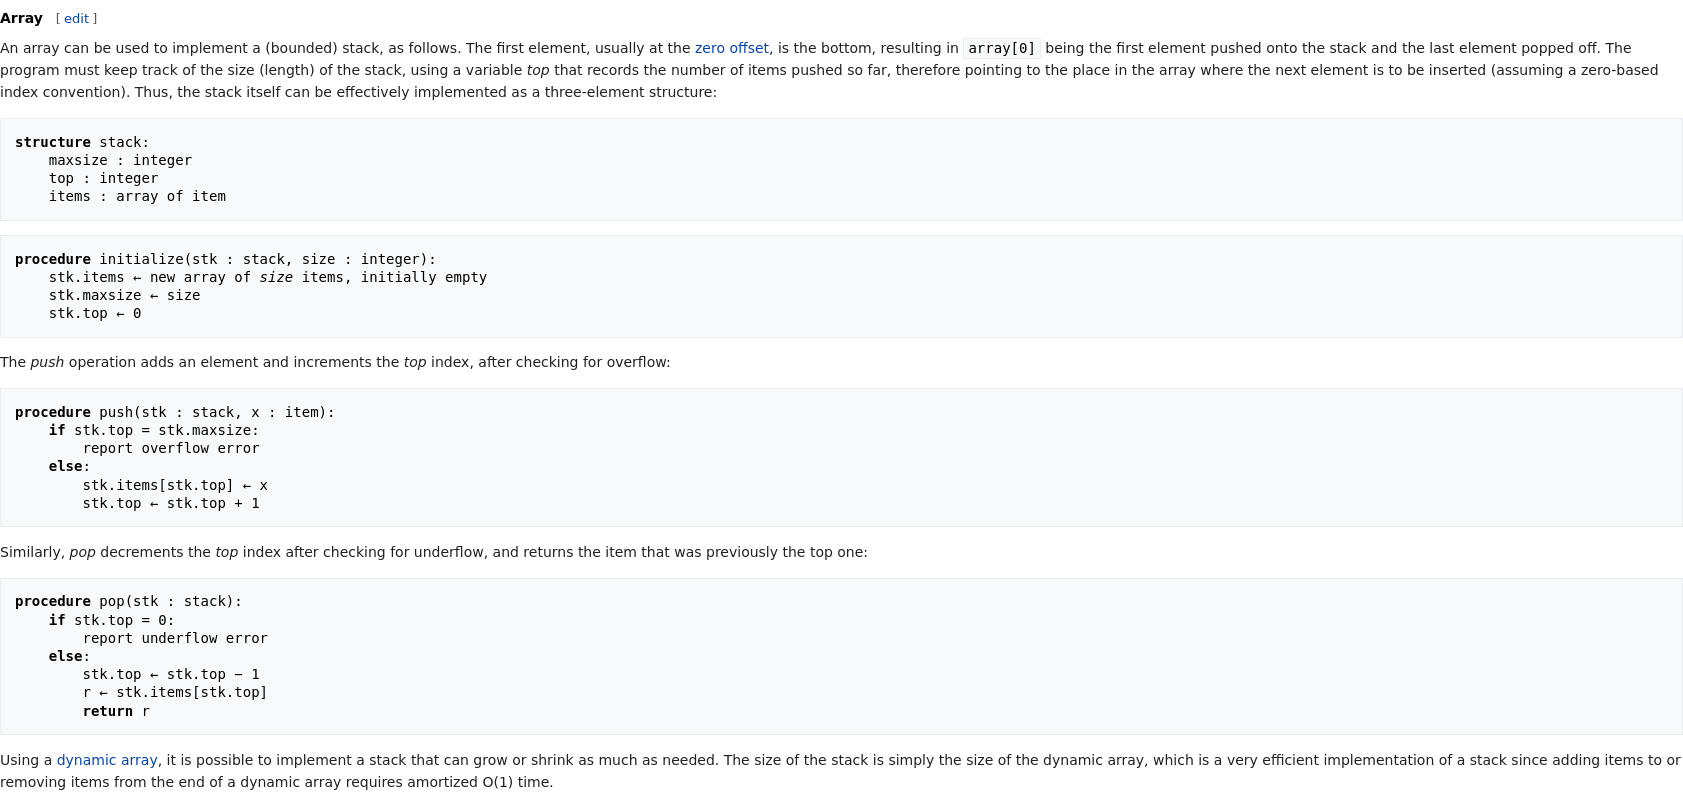 Array [ edit ]
An array can be used to implement a (bounded) stack, as follows. The first element, usually at the zero offset, is the bottom, resulting in array[0] being the first element pushed onto the stack and the last element popped off. The
program must keep track of the size (length) of the stack, using a variable top that records the number of items pushed so far, therefore pointing to the place in the array where the next element is to be inserted (assuming a zero-based
index convention). Thus, the stack itself can be effectively implemented as a three-element structure:
structure stack:
    maxsize : integer
    top : integer
    items : array of item
procedure initialize(stk : stack, size : integer):
    stk.items ← new array of size items, initially empty
    stk.maxsize ← size
    stk.top ← 0
The push operation adds an element and increments the top index, after checking for overflow:
procedure push(stk : stack, x : item):
    if stk.top = stk.maxsize:
        report overflow error
    else:
        stk.items[stk.top] ← x
        stk.top ← stk.top + 1
Similarly, pop decrements the top index after checking for underflow, and returns the item that was previously the top one:
procedure pop(stk : stack):
    if stk.top = 0:
        report underflow error
    else:
        stk.top ← stk.top − 1
        r ← stk.items[stk.top]
        return r
Using a dynamic array, it is possible to implement a stack that can grow or shrink as much as needed. The size of the stack is simply the size of the dynamic array, which is a very efficient implementation of a stack since adding items to or
removing items from the end of a dynamic array requires amortized O(1) time.